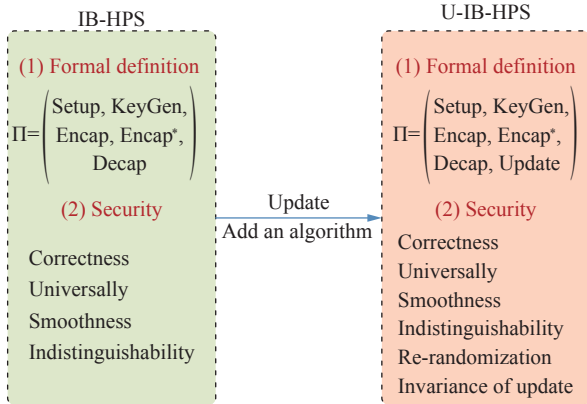 IB-HPS
(1) Formal definition
Π=(Setup, KeyGen,
Encap, Encap*,
Decap)
(2) Security
Correctness
Universally
Smoothness
Indistinguishability
Update
Add an algorithm
U-IB-HPS
(1) Formal definition
Π=(Setup, KeyGen,
Encap, Encap*,
Decap, Update)
(2) Security
Correctness
Universally
Smoothness
Indistinguishability
Re-randomization
Invariance of update